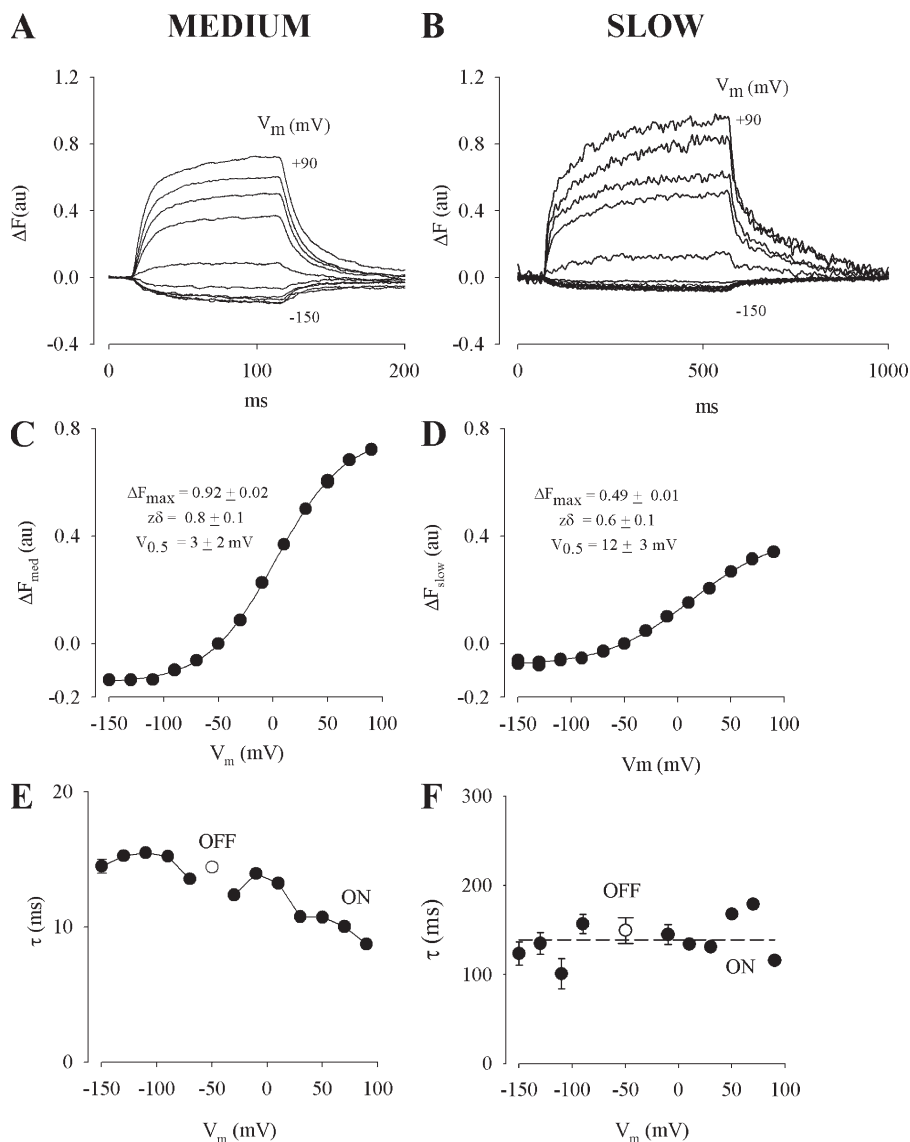 A MEDIUM
B SLOW
1.2
0.8
0.4
0.0
-0.4
ΔF(au)
V_m (mV)
+90
-150
0 100 200
ms
1.2
0.8
0.4
0.0
-0.4
ΔF (au)
V_m (mV)
+90
-150
0 500 1000
ms
C
0.8
0.4
0.0
-0.2
ΔF_med (au)
ΔF_max = 0.92 ± 0.02
zδ = 0.8 ± 0.1
V_0.5 = 3 ± 2 mV
-150 -100 -50 0 50 100
V_m (mV)
D
0.8
0.4
0.0
-0.2
ΔF_slow (au)
ΔF_max = 0.49 ± 0.01
zδ = 0.6 ± 0.1
V_0.5 = 12 ± 3 mV
-150 -100 -50 0 50 100
Vm (mV)
E
20
10
0
τ (ms)
OFF
ON
-150 -100 -50 0 50 100
V_m (mV)
F
300
200
100
0
τ (ms)
OFF
ON
-150 -100 -50 0 50 100
V_m (mV)